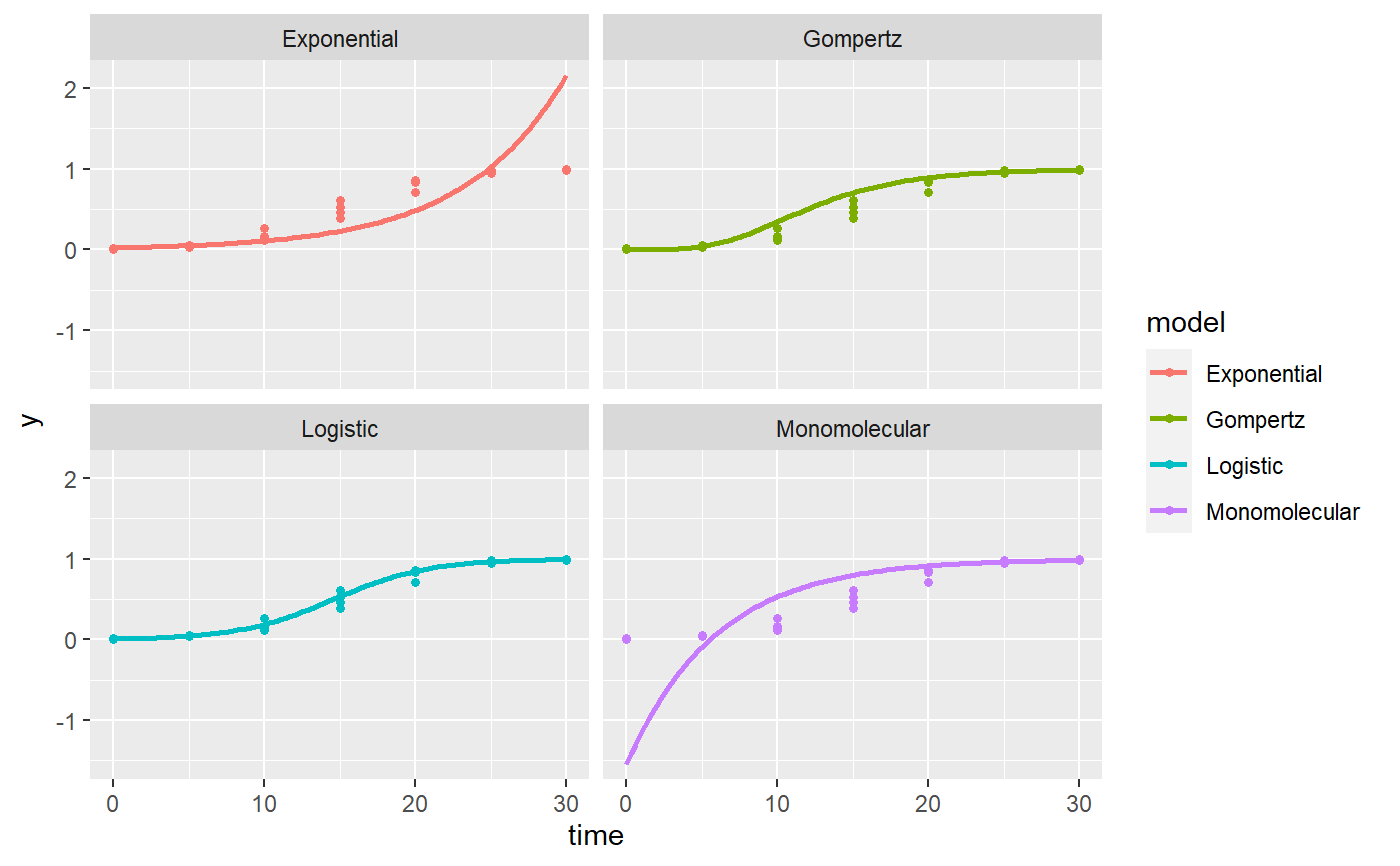 Exponential Gompertz
2
1
0
-1
Logistic Monomolecular
2
1
0
-1
0 10 20 30 0 10 20 30
time
y
model
Exponential
Gompertz
Logistic
Monomolecular